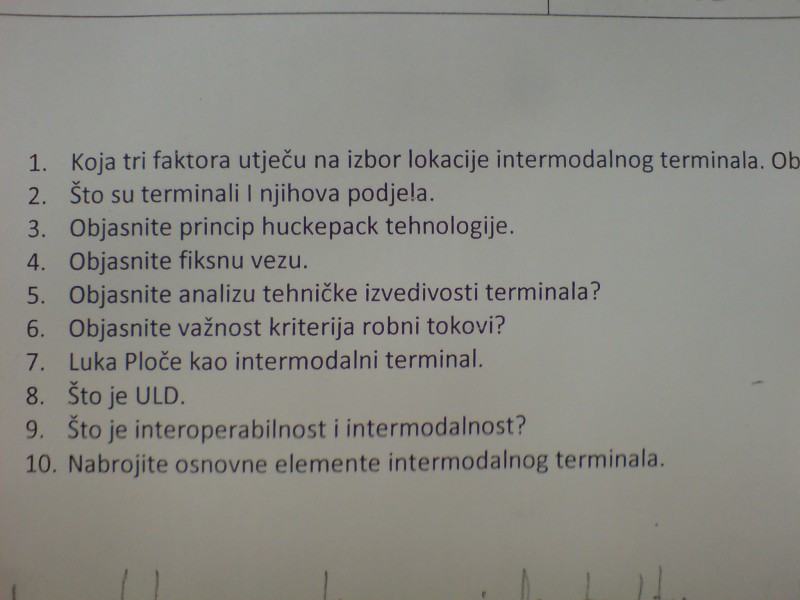 1. Koja tri faktora utječu na izbor lokacije intermodalnog terminala. Ob
2. Što su terminali I njihova podjela.
3. Objasnite princip huckepack tehnologije.
4. Objasnite fiksnu vezu.
5. Objasnite analizu tehničke izvedivosti terminala?
6. Objasnite važnost kriterija robni tokovi?
7. Luka Ploče kao intermodalni terminal.
8. Što je ULD.
9. Što je interoperabilnost i intermodalnost?
10. Nabrojite osnovne elemente intermodalnog terminala.